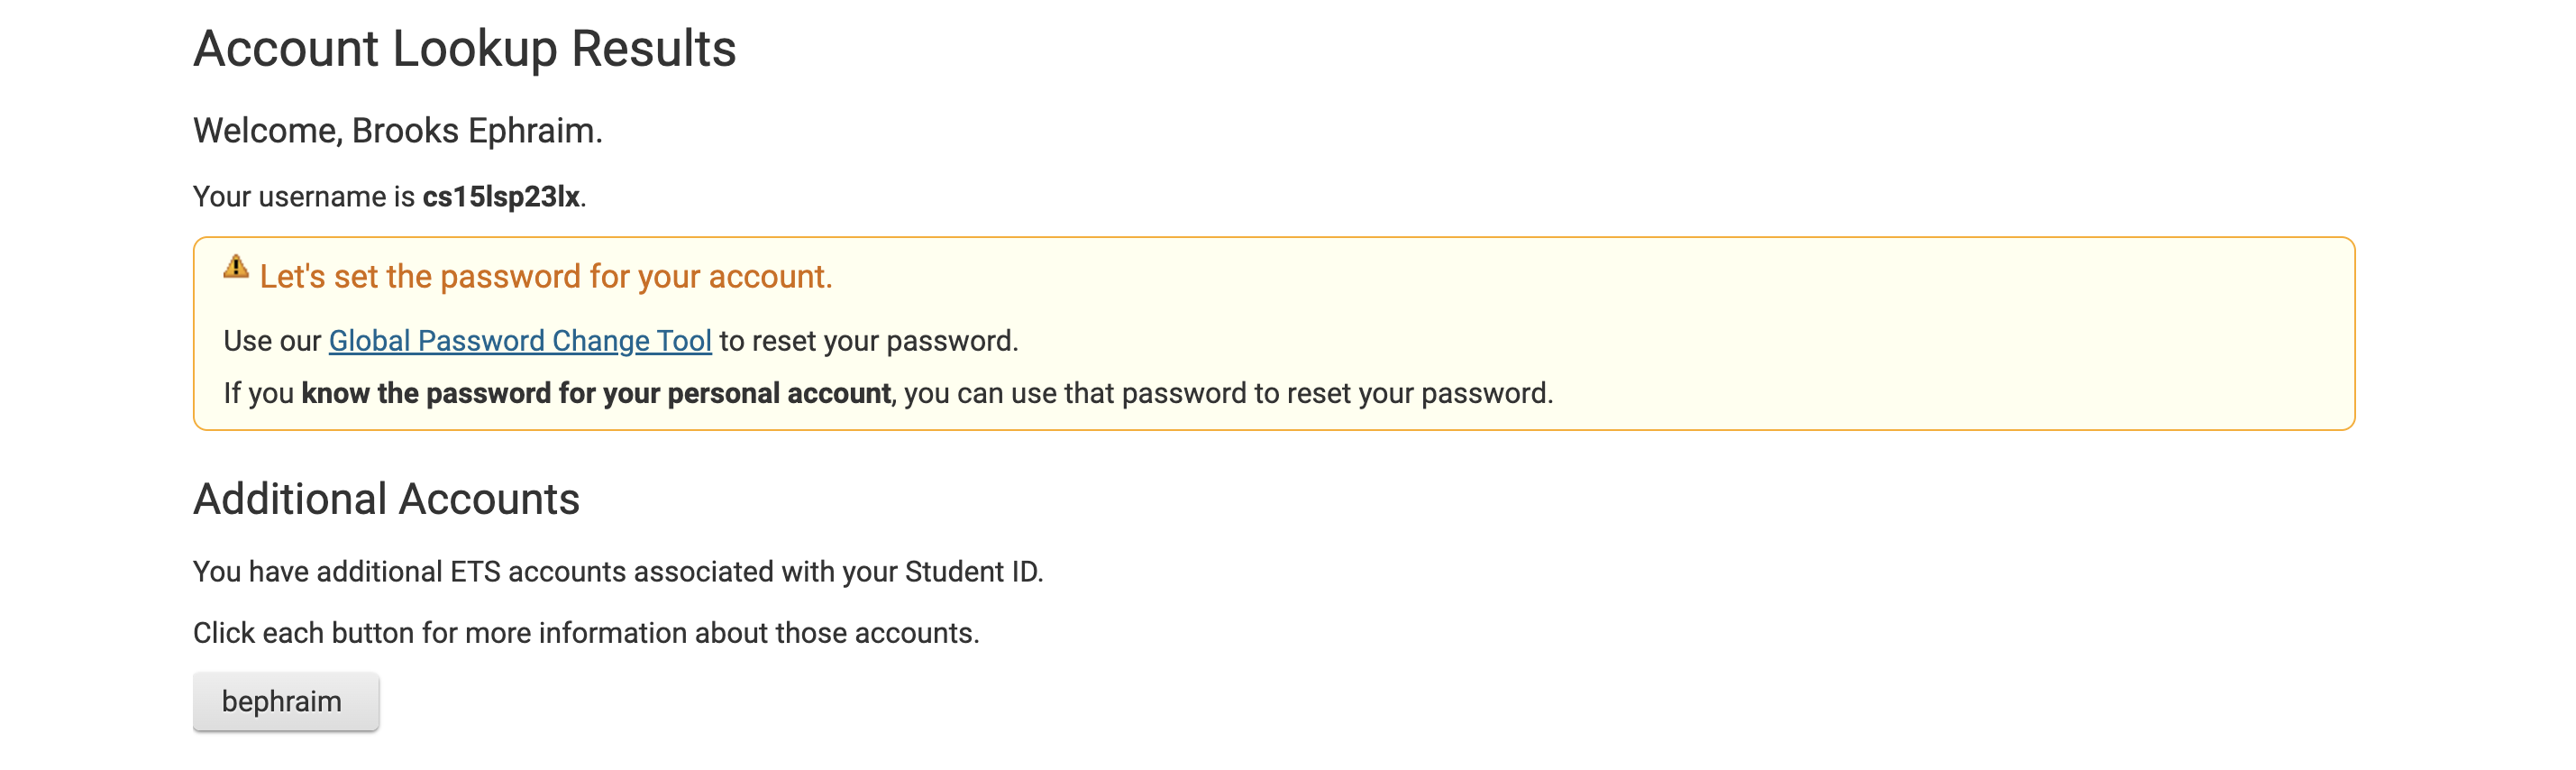 Account Lookup Results
Welcome, Brooks Ephraim.
Your username is cs15lsp23lx.
Let's set the password for your account.
Use our Global Password Change Tool to reset your password.
If you know the password for your personal account, you can use that password to reset your password.
Additional Accounts
You have additional ETS accounts associated with your Student ID.
Click each button for more information about those accounts.
bephraim